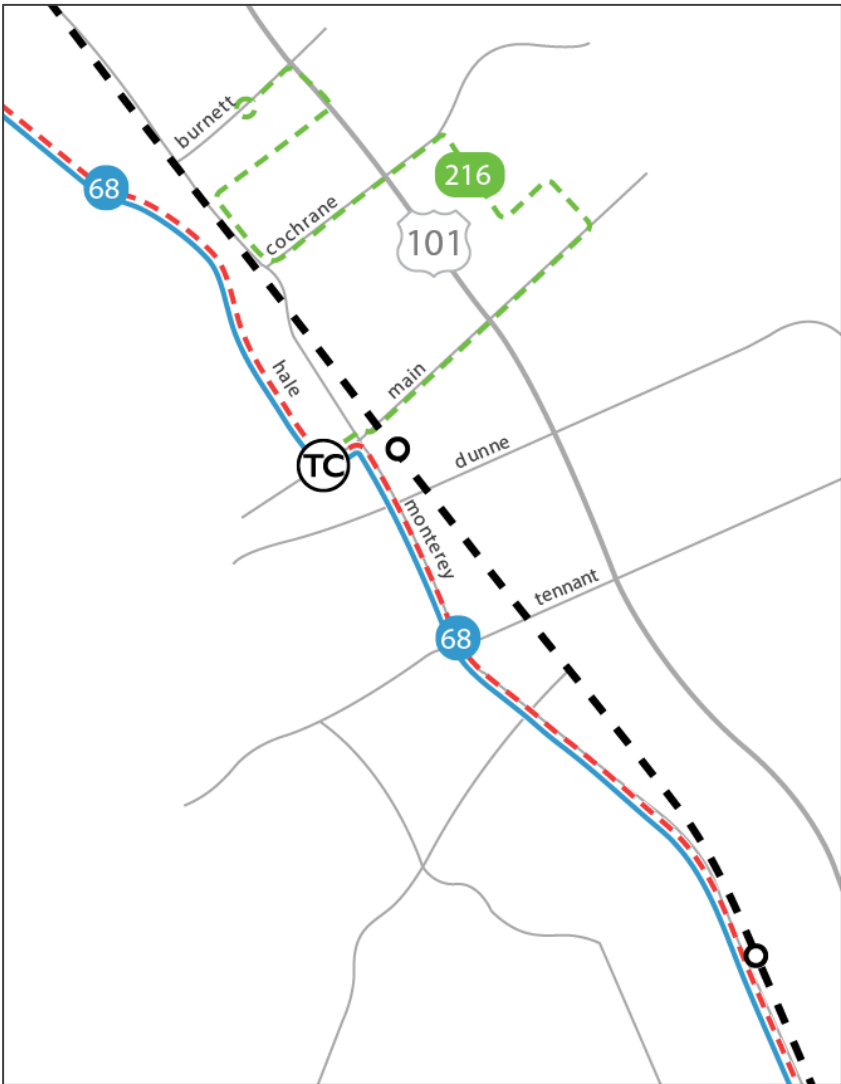 burnett
68
216
cochrane
101
hale
main
TC
dunne
monterey
tennant
68